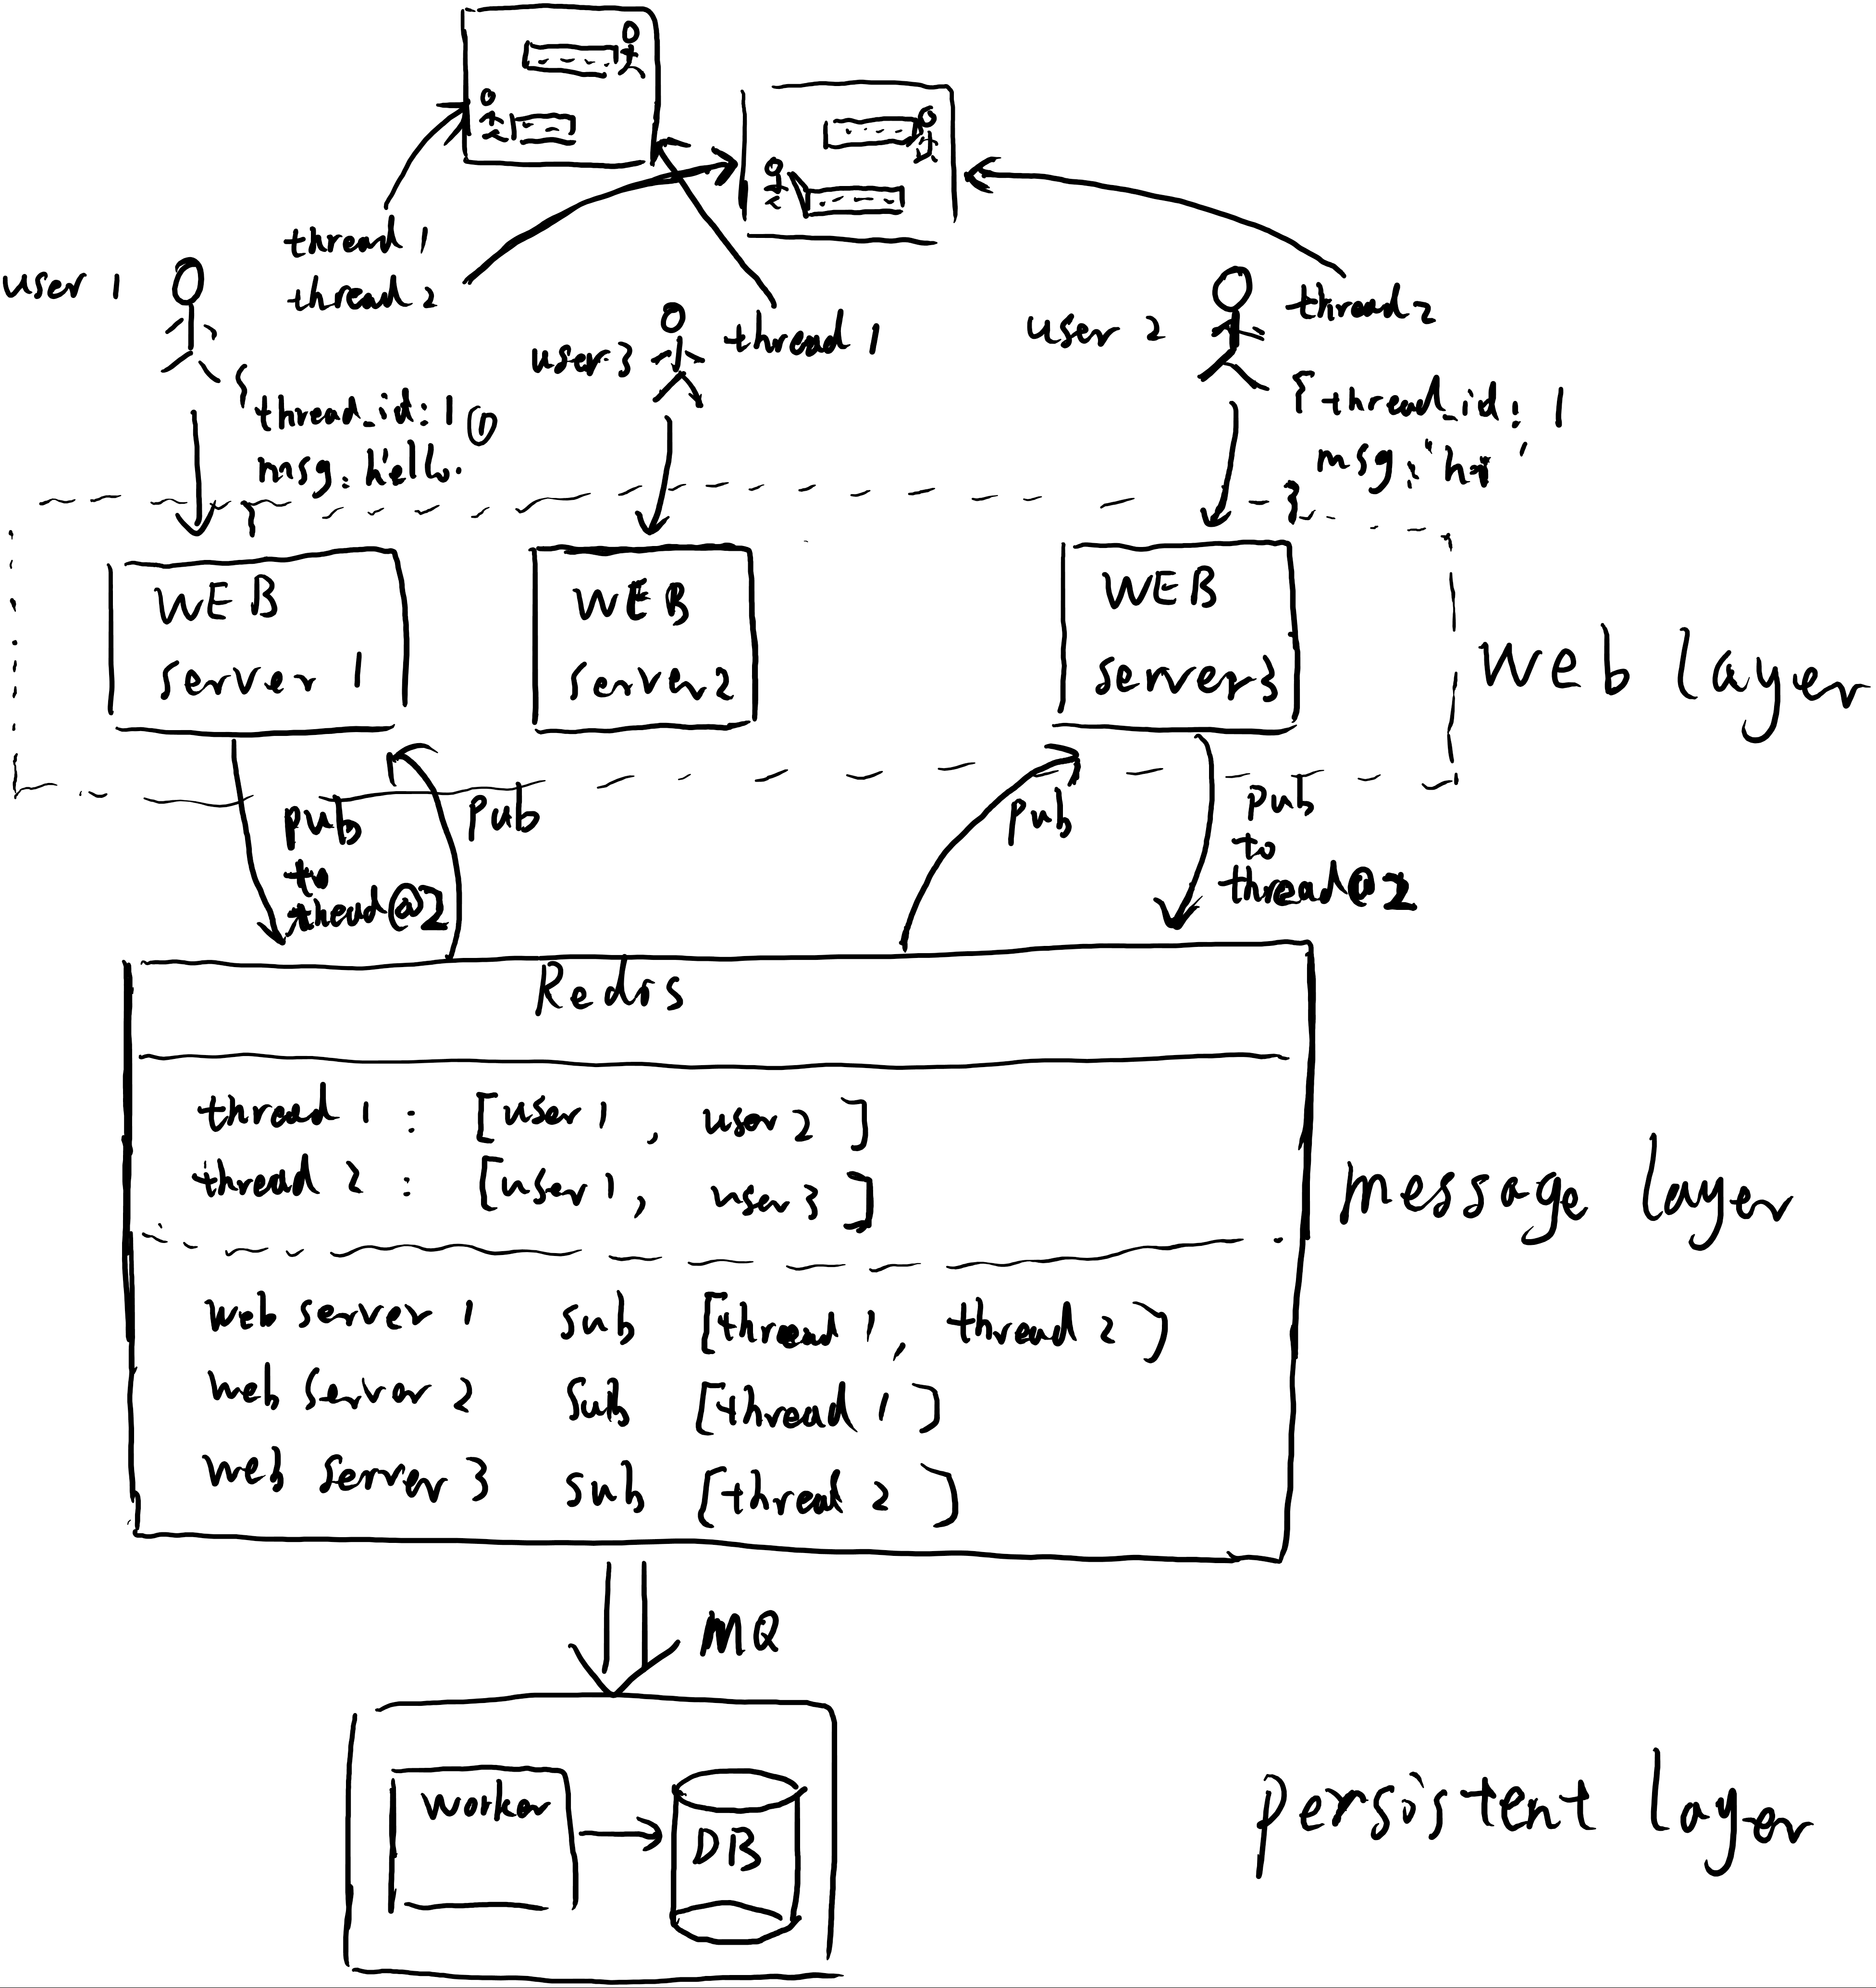 thread 1
thread 2
user 1
user3
thread 1
user 2
thread 2
{
thread_id: 1
msg: hello
}
{ thread_id: 1
msg: "hi"
}
WEB
server 1
WEB
server 2
WEB
server 3
Web layer
pub
to
thread 2
pub
pub
pub
to
thread 2
Redis
thread 1 : [user 1, user 2]
thread 2 : [user 1, user 3]
message layer
web server 1 sub [thread 1, thread 2]
web server 2 sub [thread 1]
web server 3 sub [thread 2]
MQ
worker
DB
persistent layer